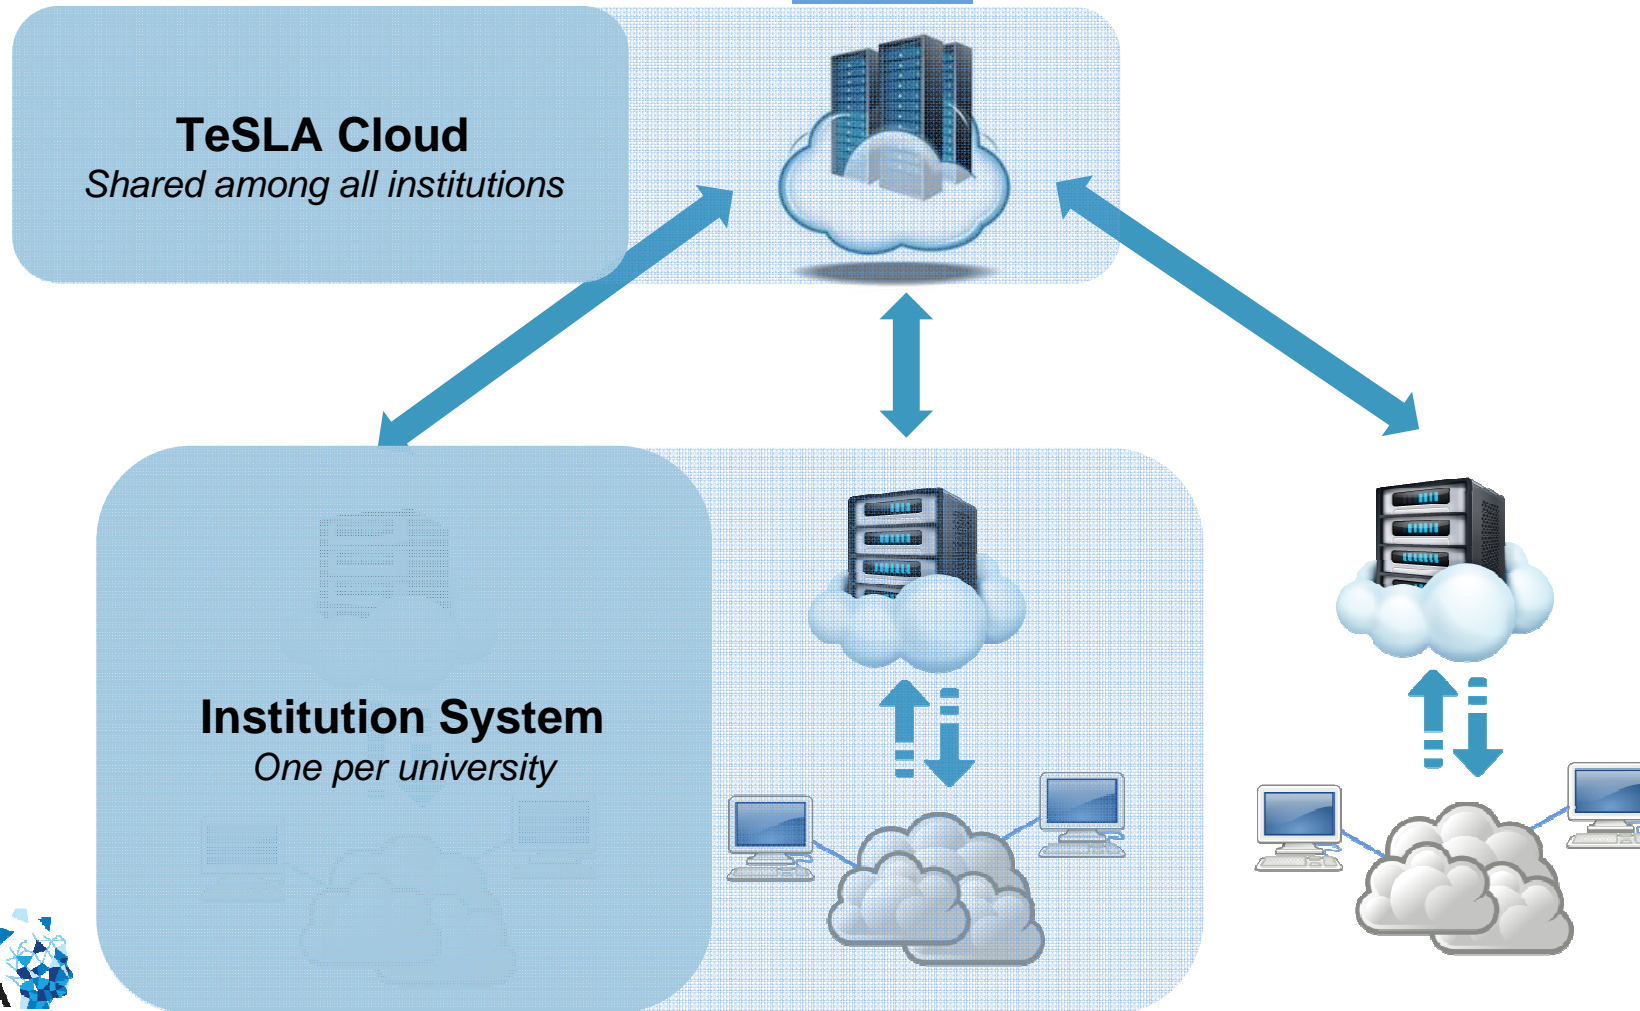 TeSLA Cloud
Shared among all institutions
Institution System
One per university